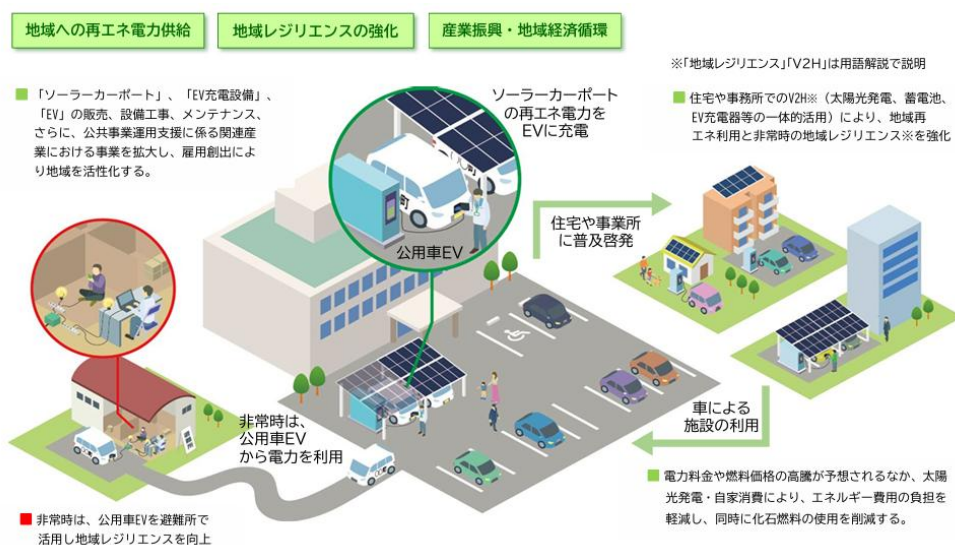 地域への再エネ電力供給
地域レジリエンスの強化
産業振興・地域経済循環
※「地域レジリエンス」「V2H」は用語解説で説明
「ソーラーカーポート」、「EV充電設備」、
「EV」の販売、設備工事、メンテナンス、
さらに、公共事業運用支援に係る関連産
業における事業を拡大し、雇用創出によ
り地域を活性化する。
ソーラーカーポート
の再エネ電力を
EVに充電
住宅や事務所でのV2H※（太陽光発電、蓄電池、
EV充電器等の一体的活用）により、地域再
エネ利用と非常時の地域レジリエンス※を強化
町
公用車EV
住宅や事業所
に普及啓発
非常時は、
公用車EV
から電力を利用
車による
施設の利用
非常時は、公用車EVを避難所で
活用し地域レジリエンスを向上
電力料金や燃料価格の高騰が予想されるなか、太陽
光発電・自家消費により、エネルギー費用の負担を
軽減し、同時に化石燃料の使用を削減する。